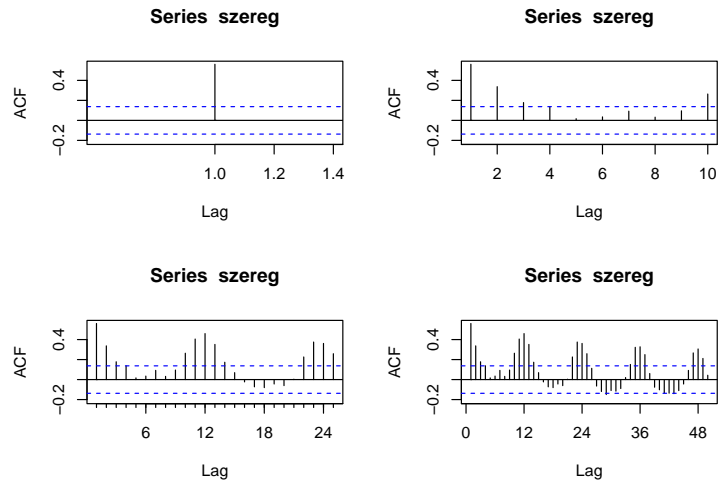 Series szereg
ACF
0.4
−0.2
1.0 1.2 1.4
Lag
Series szereg
ACF
0.4
−0.2
2 4 6 8 10
Lag
Series szereg
ACF
0.4
−0.2
6 12 18 24
Lag
Series szereg
ACF
0.4
−0.2
0 12 24 36 48
Lag